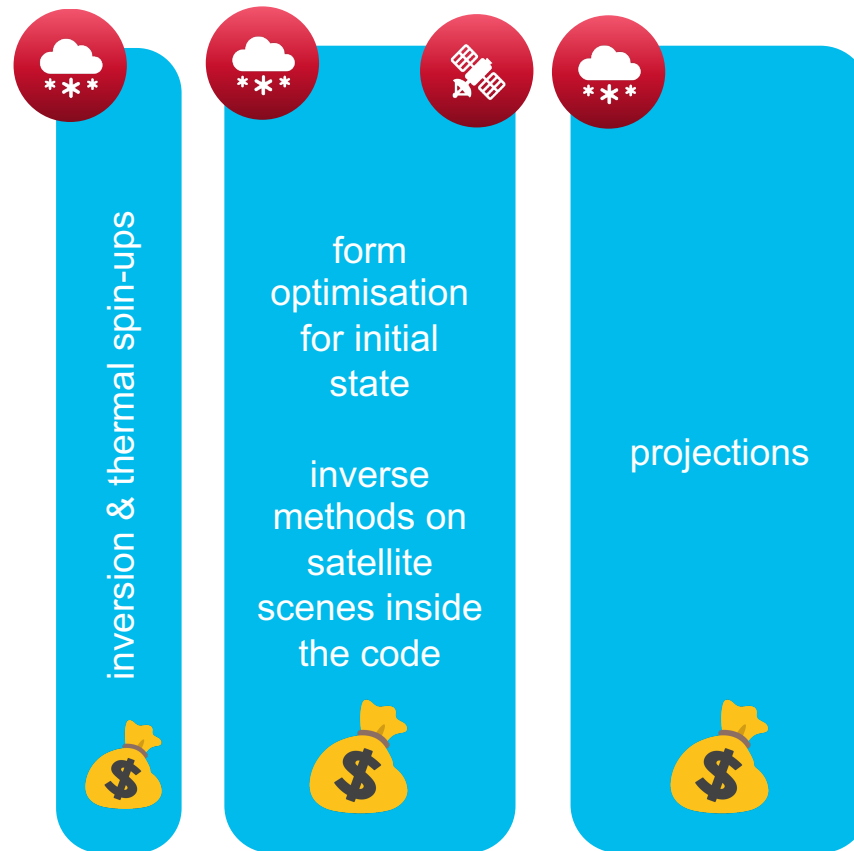 inversion & thermal spin-ups
form
optimisation
for initial
state
inverse
methods on
satellite
scenes inside
the code
projections
$
$
$